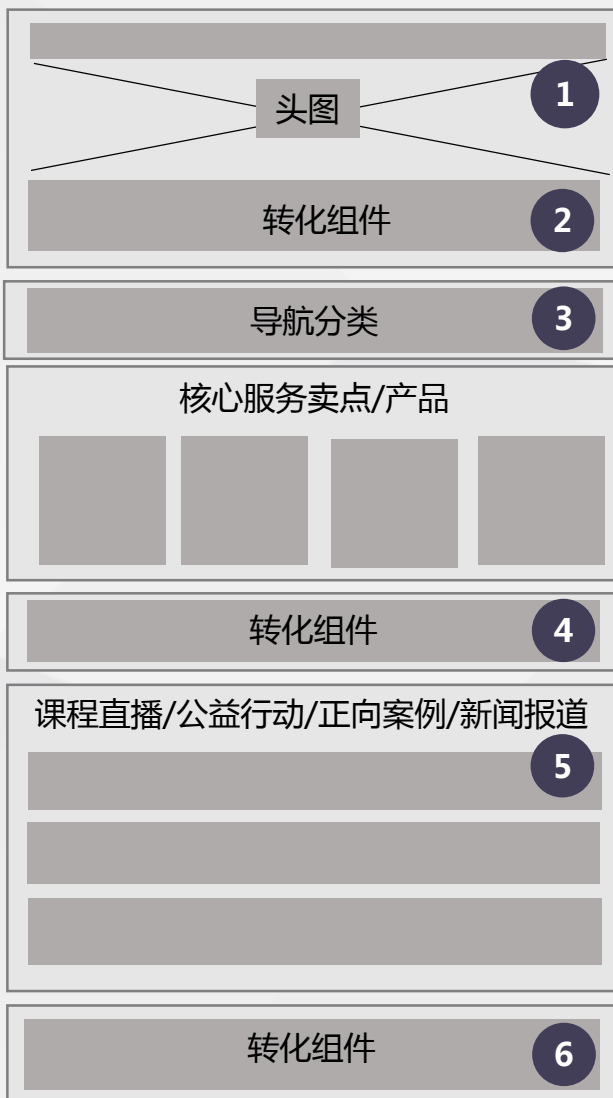 1
头图
转化组件
2
导航分类
3
核心服务卖点/产品
转化组件
4
课程直播/公益行动/正向案例/新闻报道
5
转化组件
6